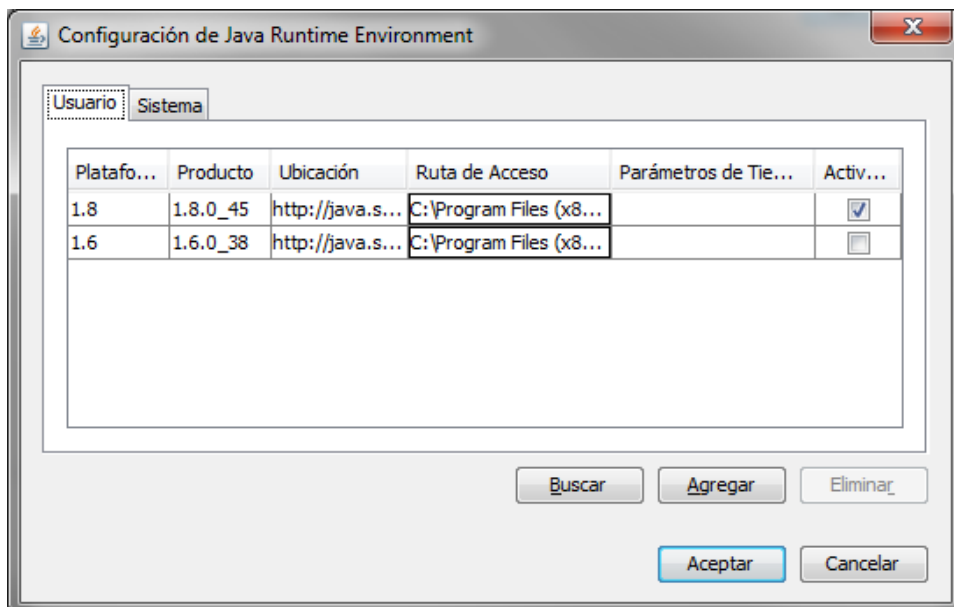 Configuración de Java Runtime Environment
Usuario Sistema
Platafo... Producto Ubicación Ruta de Acceso Parámetros de Tie... Activ...
1.8 1.8.0_45 http://java.s... C:\Program Files (x8...
1.6 1.6.0_38 http://java.s... C:\Program Files (x8...
Buscar Agregar Eliminar
Aceptar Cancelar